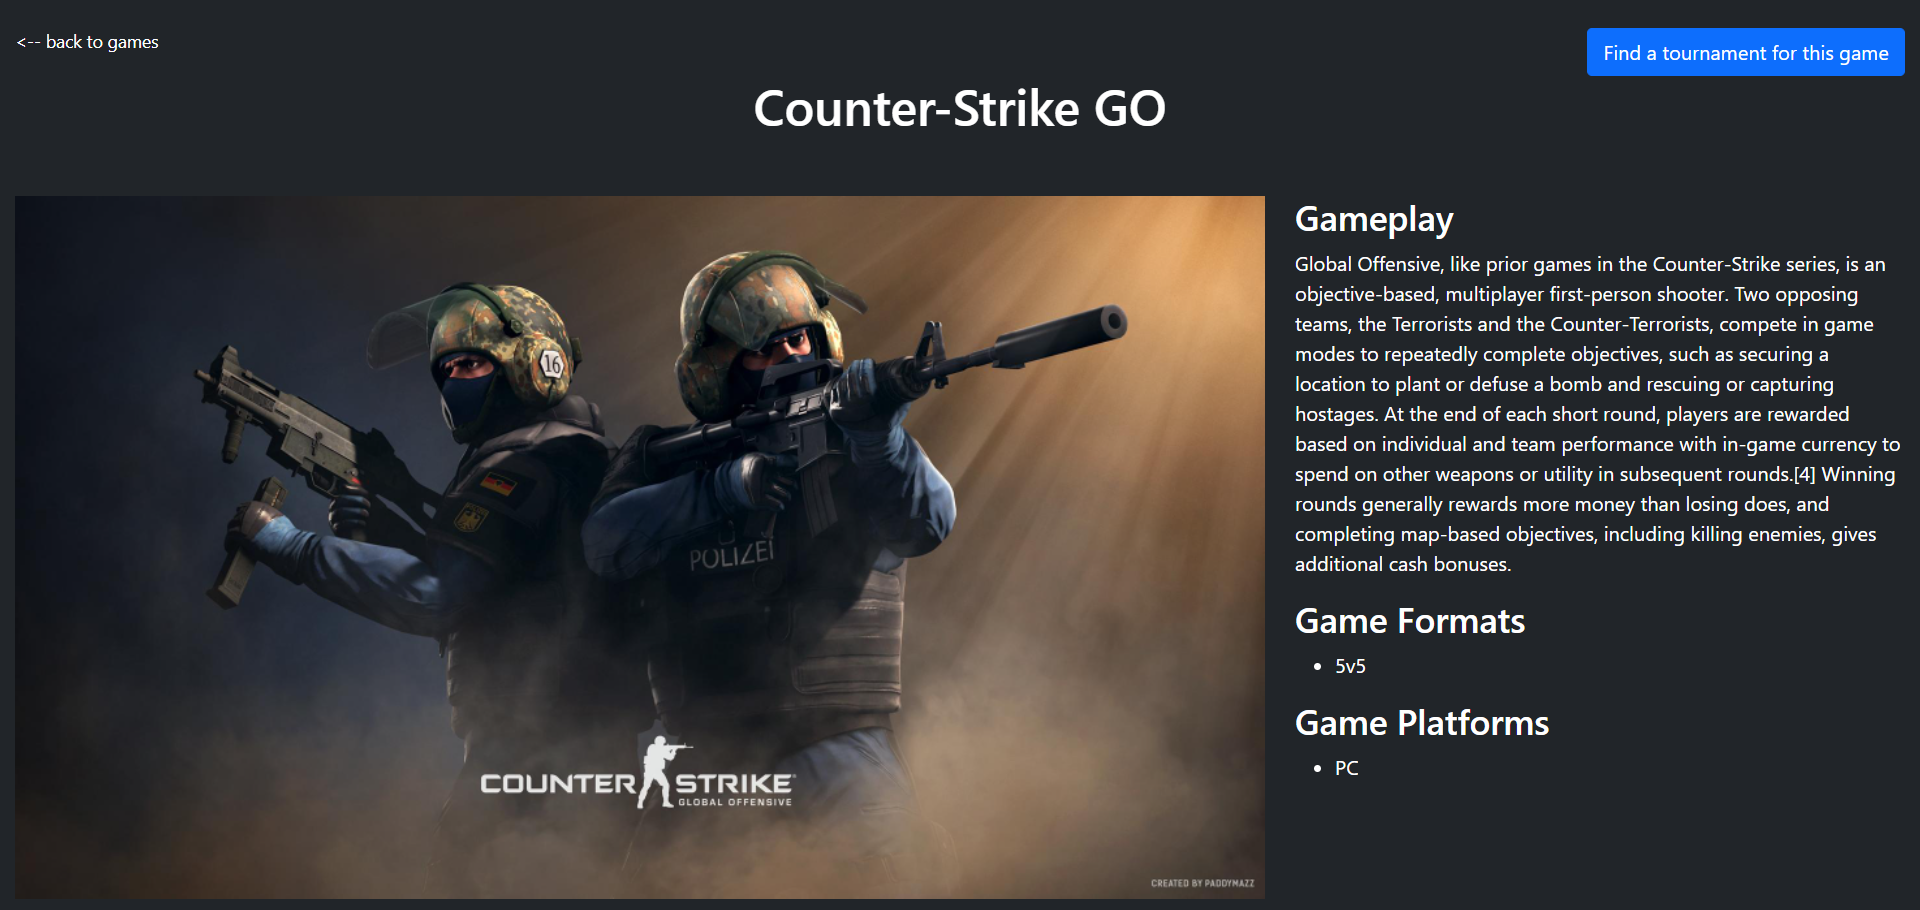 <-- back to games
Find a tournament for this game
Counter-Strike GO
16
POLIZEI
COUNTER STRIKE
GLOBAL OFFENSIVE
CREATED BY PADDYMAZZ
Gameplay
Global Offensive, like prior games in the Counter-Strike series, is an
objective-based, multiplayer first-person shooter. Two opposing
teams, the Terrorists and the Counter-Terrorists, compete in game
modes to repeatedly complete objectives, such as securing a
location to plant or defuse a bomb and rescuing or capturing
hostages. At the end of each short round, players are rewarded
based on individual and team performance with in-game currency to
spend on other weapons or utility in subsequent rounds.[4] Winning
rounds generally rewards more money than losing does, and
completing map-based objectives, including killing enemies, gives
additional cash bonuses.
Game Formats
• 5v5
Game Platforms
• PC